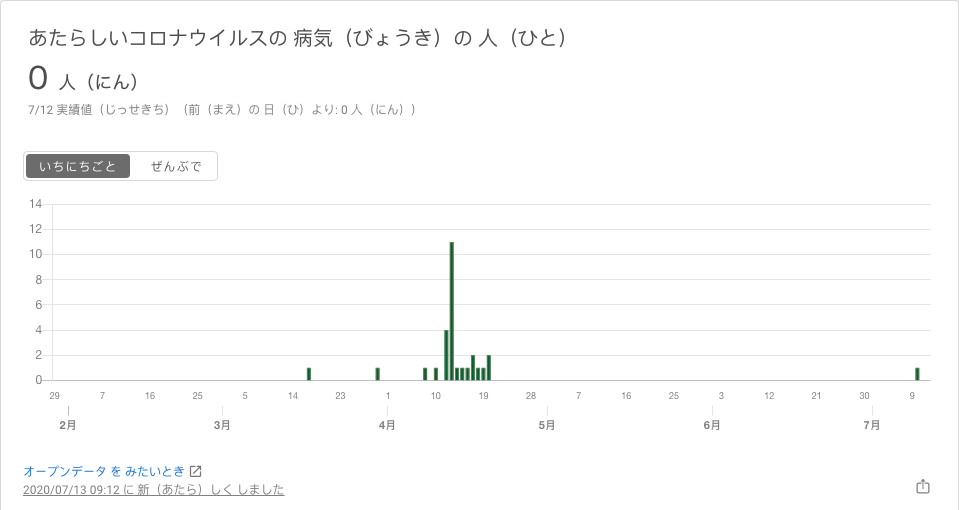 あたらしいコロナウイルスの 病気（びょうき）の 人（ひと）
0 人（にん）
7/12 実績値（じっせきち）（前（まえ）の 日（ひ）より: 0 人（にん））
いちにちごと ぜんぶで
14
12
10
8
6
4
2
0
29 7 16 25 5 14 23 1 10 19 28 7 16 25 3 12 21 30 9
2月 3月 4月 5月 6月 7月
オープンデータ を みたいとき
2020/07/13 09:12 に 新（あたら）しく しました